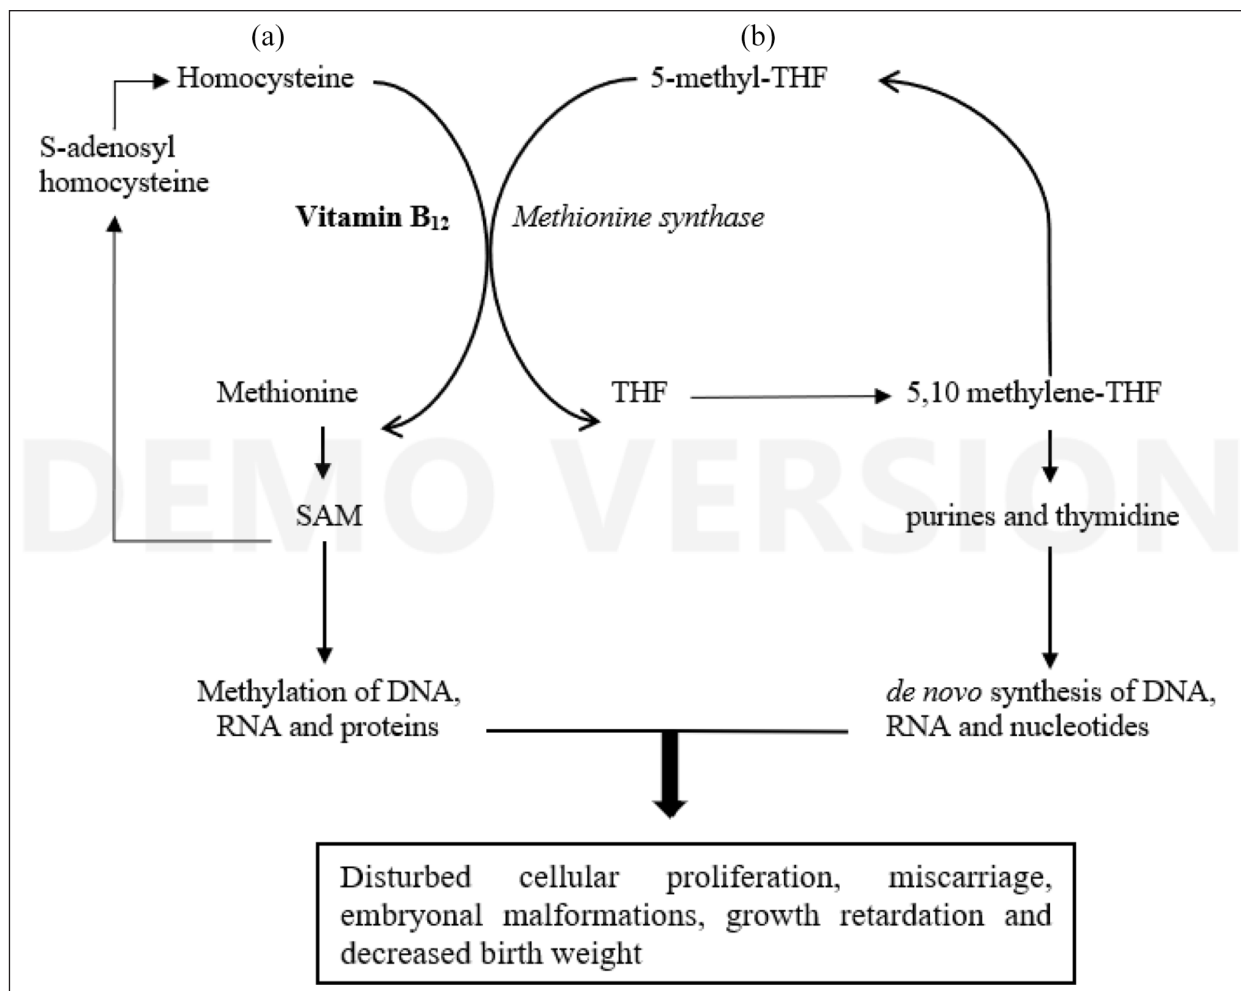 (a)
(b)
Homocysteine
5-methyl-THF
S-adenosyl
homocysteine
Vitamin B₁₂
Methionine synthase
Methionine
THF
5,10 methylene-THF
DEMO VERSION
SAM
purines and thymidine
Methylation of DNA,
RNA and proteins
de novo synthesis of DNA,
RNA and nucleotides
Disturbed cellular proliferation, miscarriage,
embryonal malformations, growth retardation and
decreased birth weight